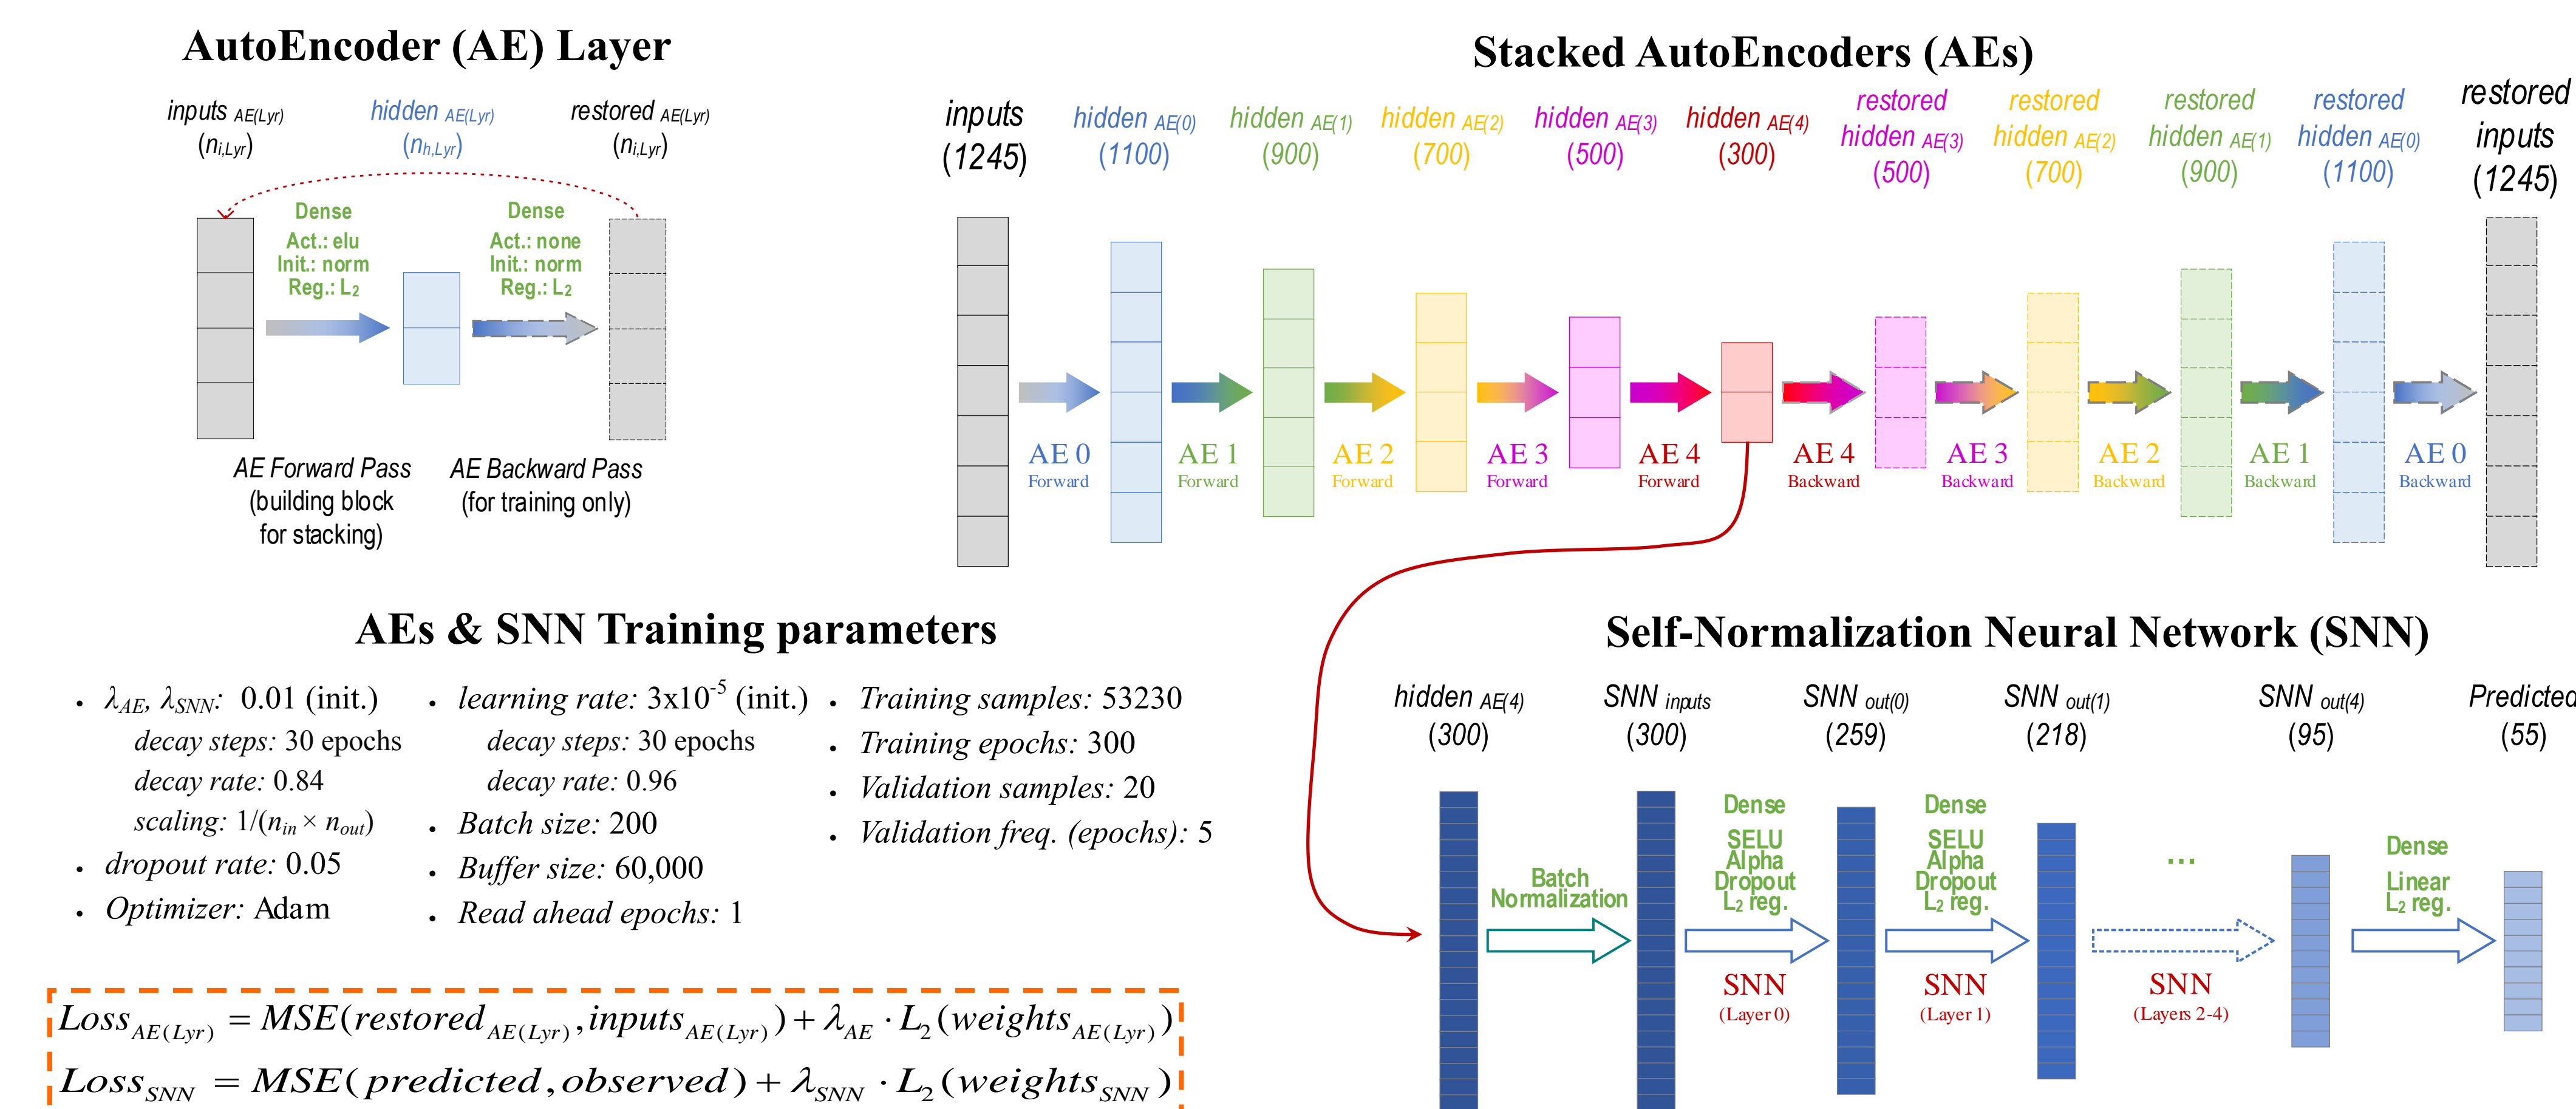 AutoEncoder (AE) Layer
inputs AE(Lyr)
(ni,Lyr)
hidden AE(Lyr)
(nh,Lyr)
restored AE(Lyr)
(ni,Lyr)
Dense
Act.: elu
Init.: norm
Reg.: L2
Dense
Act.: none
Init.: norm
Reg.: L2
AE Forward Pass
(building block
for stacking)
AE Backward Pass
(for training only)
Stacked AutoEncoders (AEs)
inputs
(1245)
hidden AE(0)
(1100)
hidden AE(1)
(900)
hidden AE(2)
(700)
hidden AE(3)
(500)
hidden AE(4)
(300)
restored
hidden AE(3)
(500)
restored
hidden AE(2)
(700)
restored
hidden AE(1)
(900)
restored
hidden AE(0)
(1100)
restored
inputs
(1245)
AE 0
Forward
AE 1
Forward
AE 2
Forward
AE 3
Forward
AE 4
Forward
AE 4
Backward
AE 3
Backward
AE 2
Backward
AE 1
Backward
AE 0
Backward
AEs & SNN Training parameters
• λAE, λSNN: 0.01 (init.)
decay steps: 30 epochs
decay rate: 0.84
scaling: 1/(nin × nout)
• dropout rate: 0.05
• Optimizer: Adam
• learning rate: 3x10-5 (init.)
decay steps: 30 epochs
decay rate: 0.96
• Batch size: 200
• Buffer size: 60,000
• Read ahead epochs: 1
• Training samples: 53230
• Training epochs: 300
• Validation samples: 20
• Validation freq. (epochs): 5
LossAE(Lyr) = MSE(restoredAE(Lyr),inputsAE(Lyr)) + λAE · L2(weightsAE(Lyr))
LossSNN = MSE(predicted,observed) + λSNN · L2(weightsSNN)
Self-Normalization Neural Network (SNN)
hidden AE(4)
(300)
SNN inputs
(300)
SNN out(0)
(259)
SNN out(1)
(218)
SNN out(4)
(95)
Predicted
(55)
Batch
Normalization
Dense
SELU
Alpha
Dropout
L2 reg.
SNN
(Layer 0)
Dense
SELU
Alpha
Dropout
L2 reg.
SNN
(Layer 1)
...
SNN
(Layers 2-4)
Dense
Linear
L2 reg.